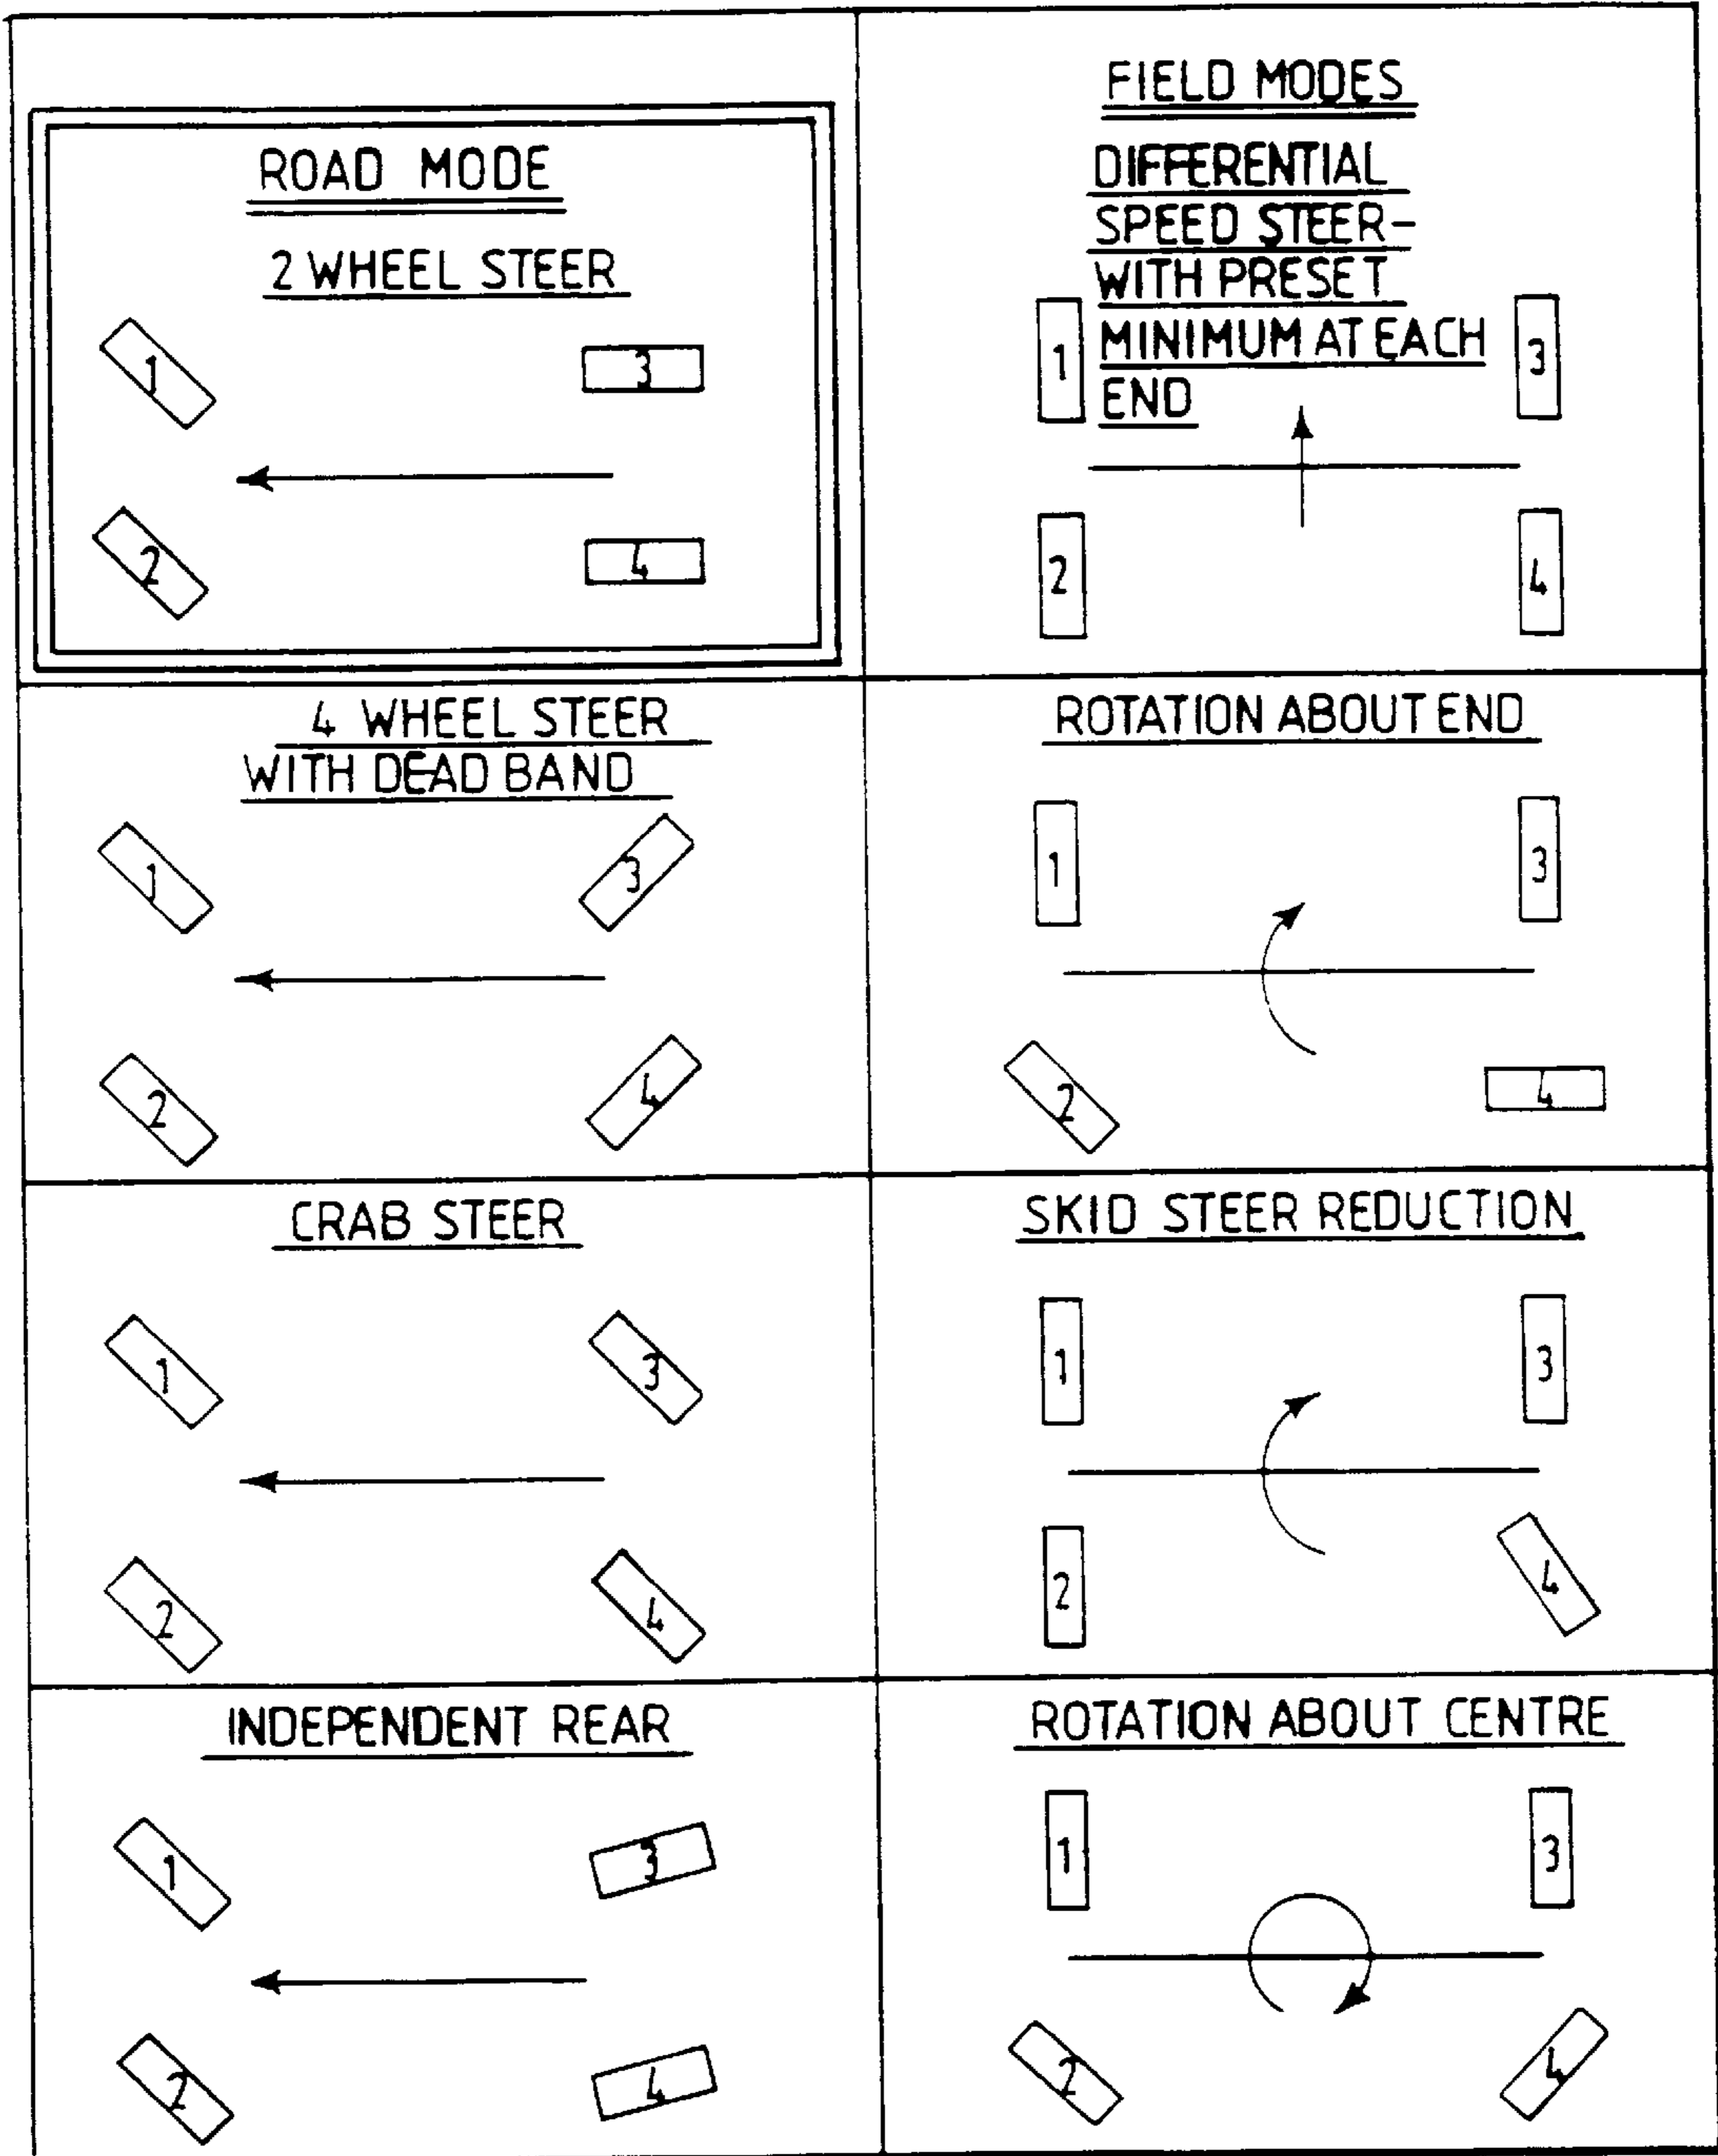 ROAD MODE
2 WHEEL STEER
1
3
2
4
FIELD MODES
DIFFERENTIAL
SPEED STEER-
WITH PRESET
MINIMUM AT EACH
END
1
3
2
4
4 WHEEL STEER
WITH DEAD BAND
1
3
2
4
ROTATION ABOUT END
1
3
2
4
CRAB STEER
1
3
2
4
SKID STEER REDUCTION
1
3
2
4
INDEPENDENT REAR
1
3
2
4
ROTATION ABOUT CENTRE
1
3
2
4